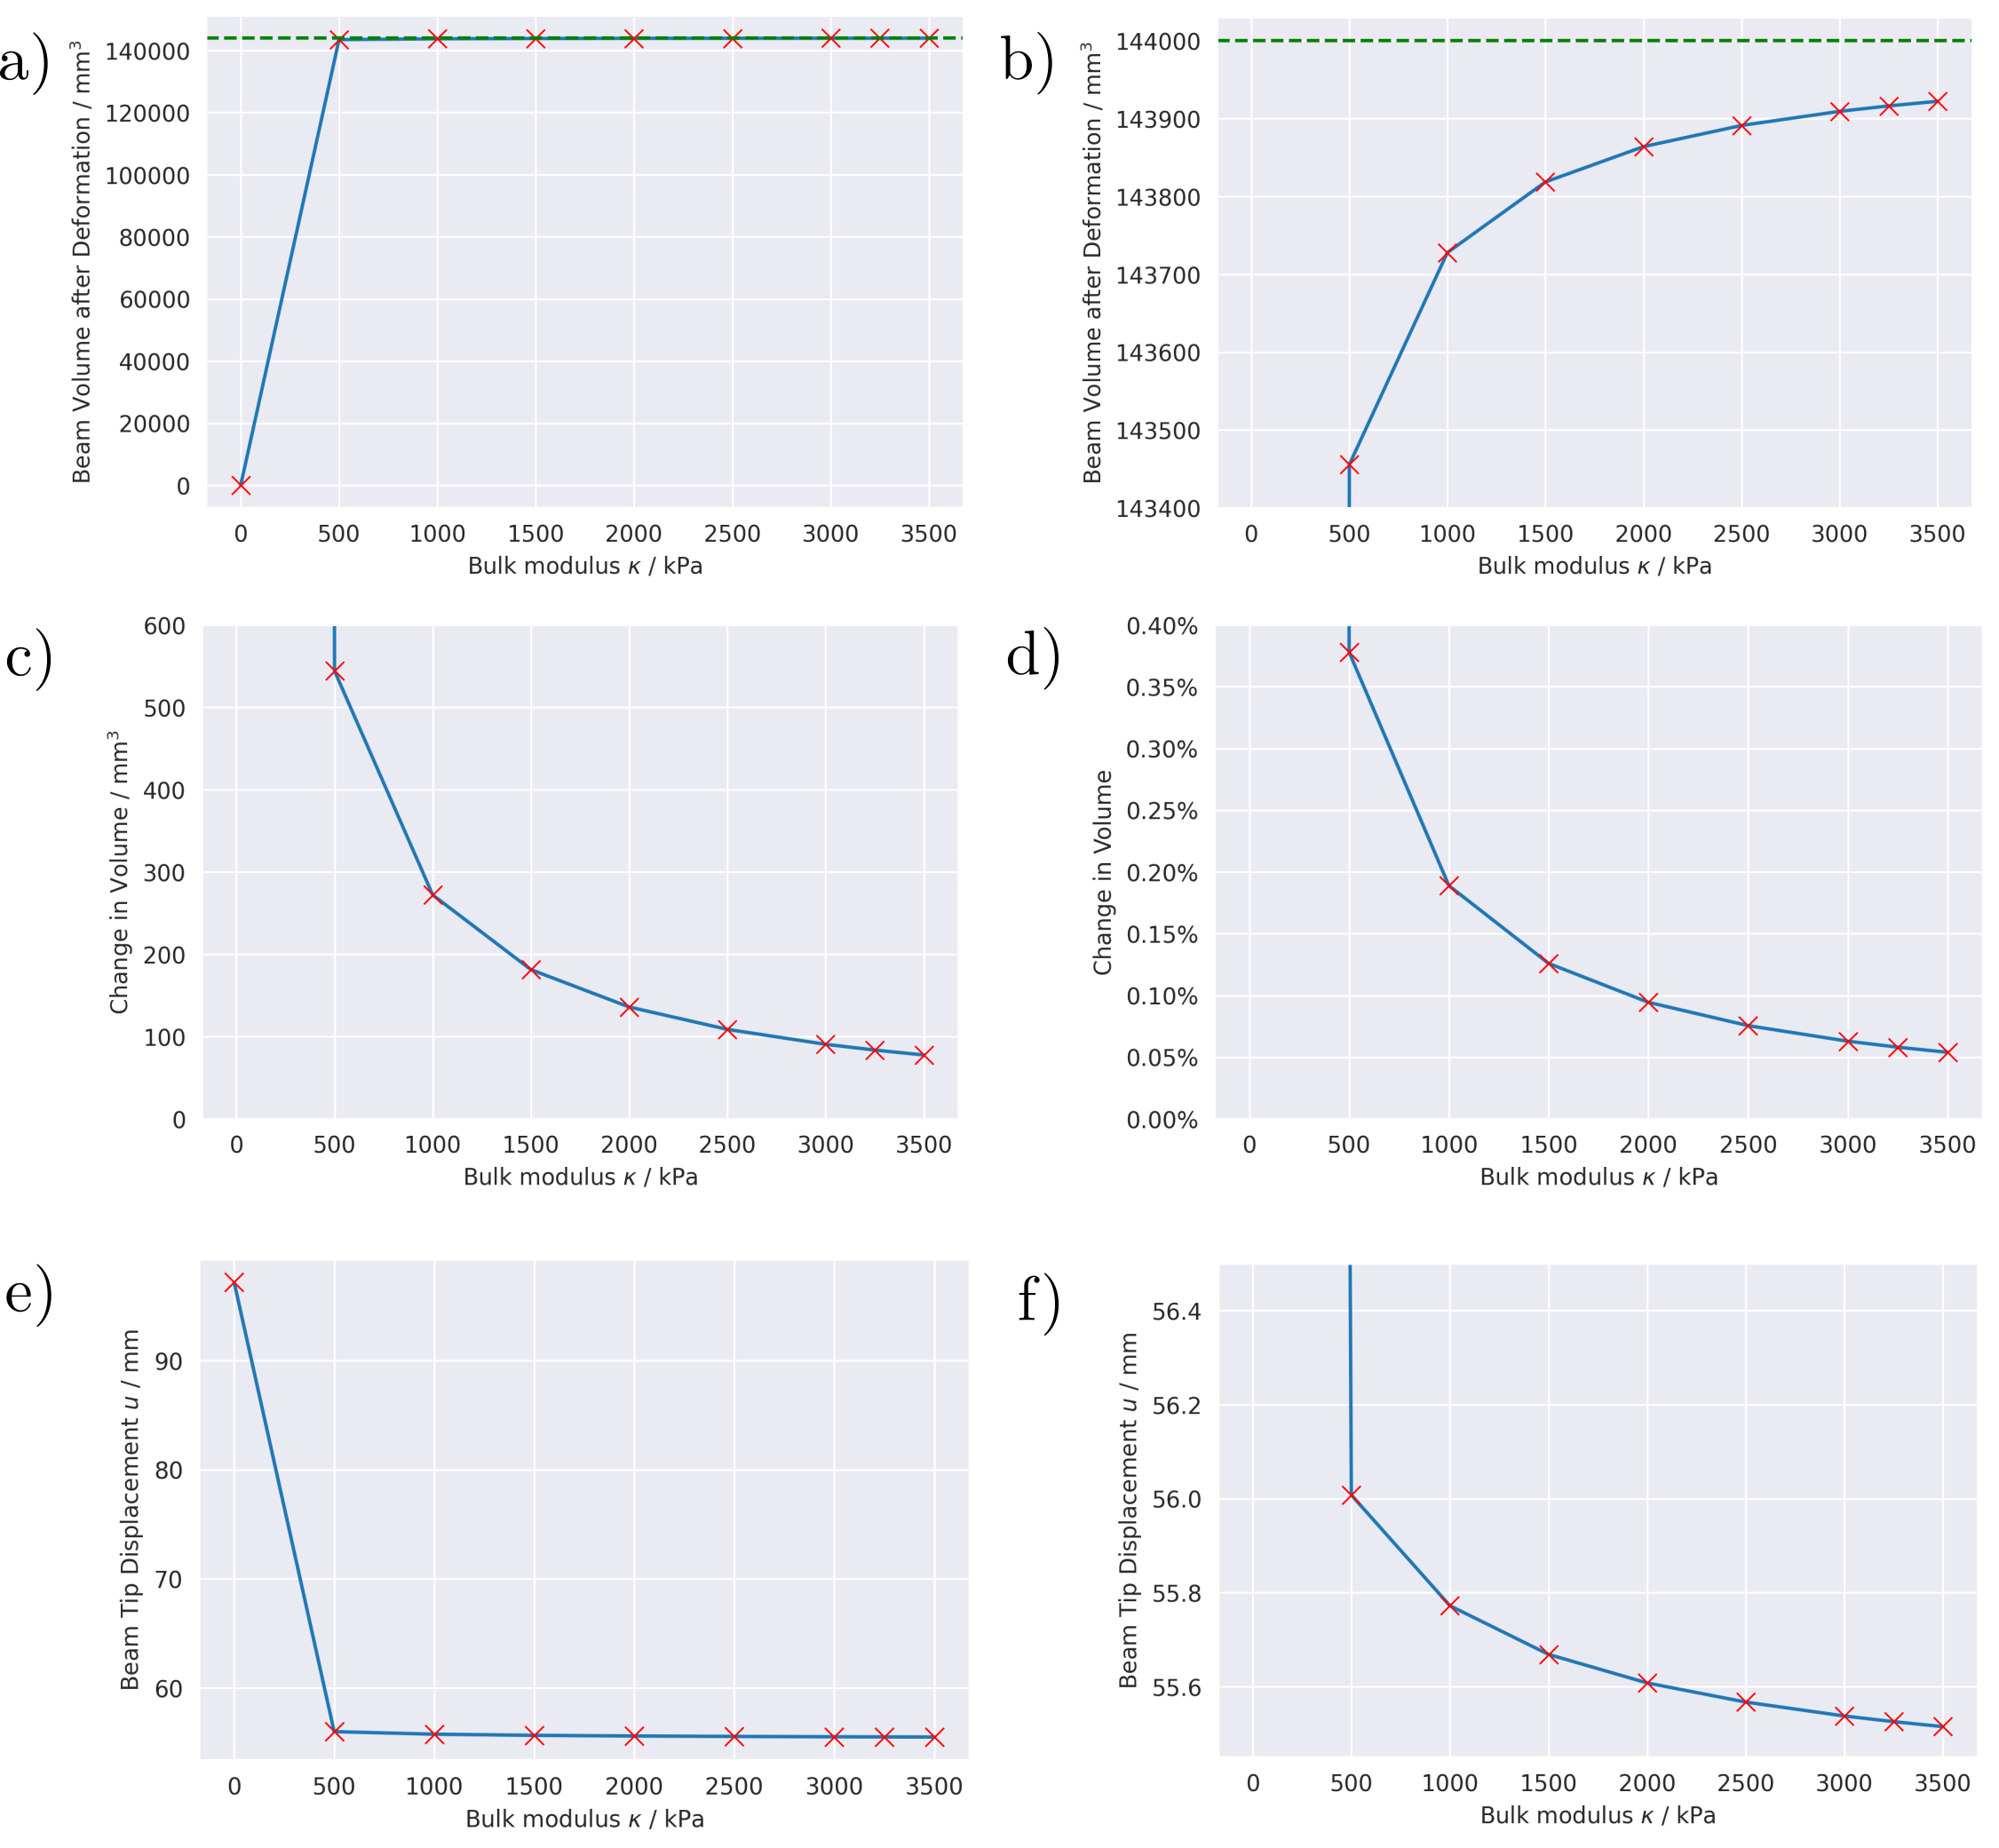 a)
Beam Volume after Deformation / mm³
140000
120000
100000
80000
60000
40000
20000
0
0 500 1000 1500 2000 2500 3000 3500
Bulk modulus κ / kPa
b)
Beam Volume after Deformation / mm³
144000
143900
143800
143700
143600
143500
143400
0 500 1000 1500 2000 2500 3000 3500
Bulk modulus κ / kPa
c)
Change in Volume / mm³
600
500
400
300
200
100
0
0 500 1000 1500 2000 2500 3000 3500
Bulk modulus κ / kPa
d)
Change in Volume
0.40%
0.35%
0.30%
0.25%
0.20%
0.15%
0.10%
0.05%
0.00%
0 500 1000 1500 2000 2500 3000 3500
Bulk modulus κ / kPa
e)
Beam Tip Displacement u / mm
90
80
70
60
0 500 1000 1500 2000 2500 3000 3500
Bulk modulus κ / kPa
f)
Beam Tip Displacement u / mm
56.4
56.2
56.0
55.8
55.6
0 500 1000 1500 2000 2500 3000 3500
Bulk modulus κ / kPa